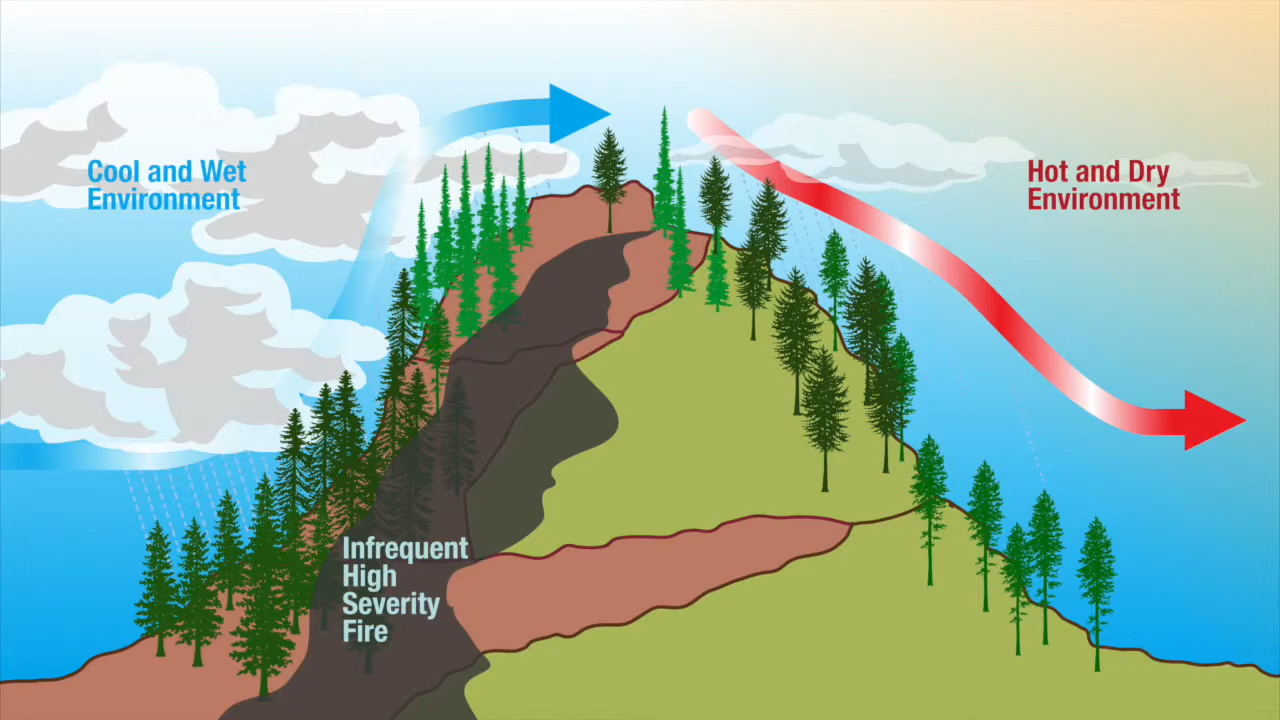 Cool and Wet
Environment
Hot and Dry
Environment
Infrequent
High
Severity
Fire